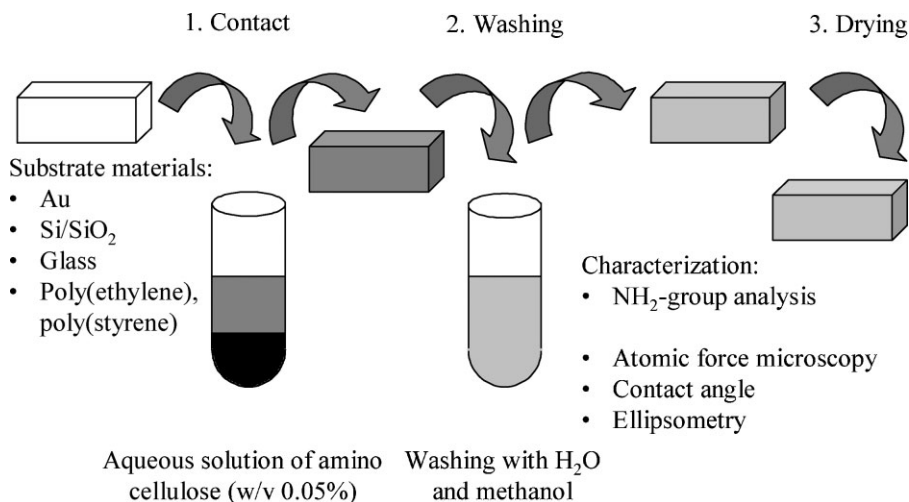 1. Contact
2. Washing
3. Drying
Substrate materials:
• Au
• Si/SiO₂
• Glass
• Poly(ethylene),
poly(styrene)
Characterization:
• NH₂-group analysis
• Atomic force microscopy
• Contact angle
• Ellipsometry
Aqueous solution of amino
cellulose (w/v 0.05%)
Washing with H₂O
and methanol